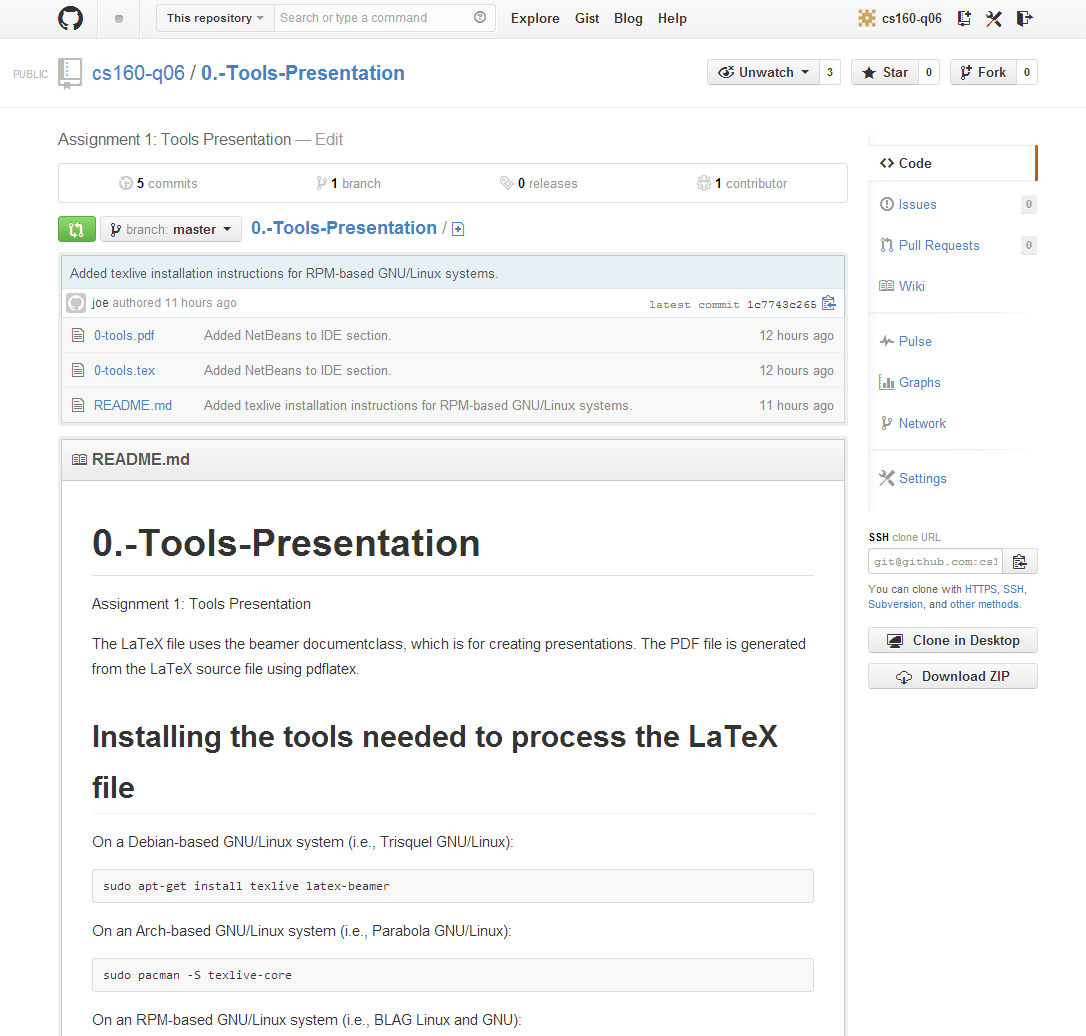 This repository Search or type a command Explore Gist Blog Help cs160-q06
PUBLIC cs160-q06 / 0.-Tools-Presentation Unwatch 3 Star 0 Fork 0
Assignment 1: Tools Presentation — Edit
5 commits 1 branch 0 releases 1 contributor
branch: master 0.-Tools-Presentation /
Added texlive installation instructions for RPM-based GNU/Linux systems.
joe authored 11 hours ago latest commit 1c7743c265
0-tools.pdf Added NetBeans to IDE section. 12 hours ago
0-tools.tex Added NetBeans to IDE section. 12 hours ago
README.md Added texlive installation instructions for RPM-based GNU/Linux systems. 11 hours ago
README.md
0.-Tools-Presentation
Assignment 1: Tools Presentation
The LaTeX file uses the beamer documentclass, which is for creating presentations. The PDF file is generated
from the LaTeX source file using pdflatex.
Installing the tools needed to process the LaTeX
file
On a Debian-based GNU/Linux system (i.e., Trisquel GNU/Linux):
sudo apt-get install texlive latex-beamer
On an Arch-based GNU/Linux system (i.e., Parabola GNU/Linux):
sudo pacman -S texlive-core
On an RPM-based GNU/Linux system (i.e., BLAG Linux and GNU):
Code
Issues 0
Pull Requests 0
Wiki
Pulse
Graphs
Network
Settings
SSH clone URL
git@github.com:cs1
You can clone with HTTPS, SSH,
Subversion, and other methods.
Clone in Desktop
Download ZIP